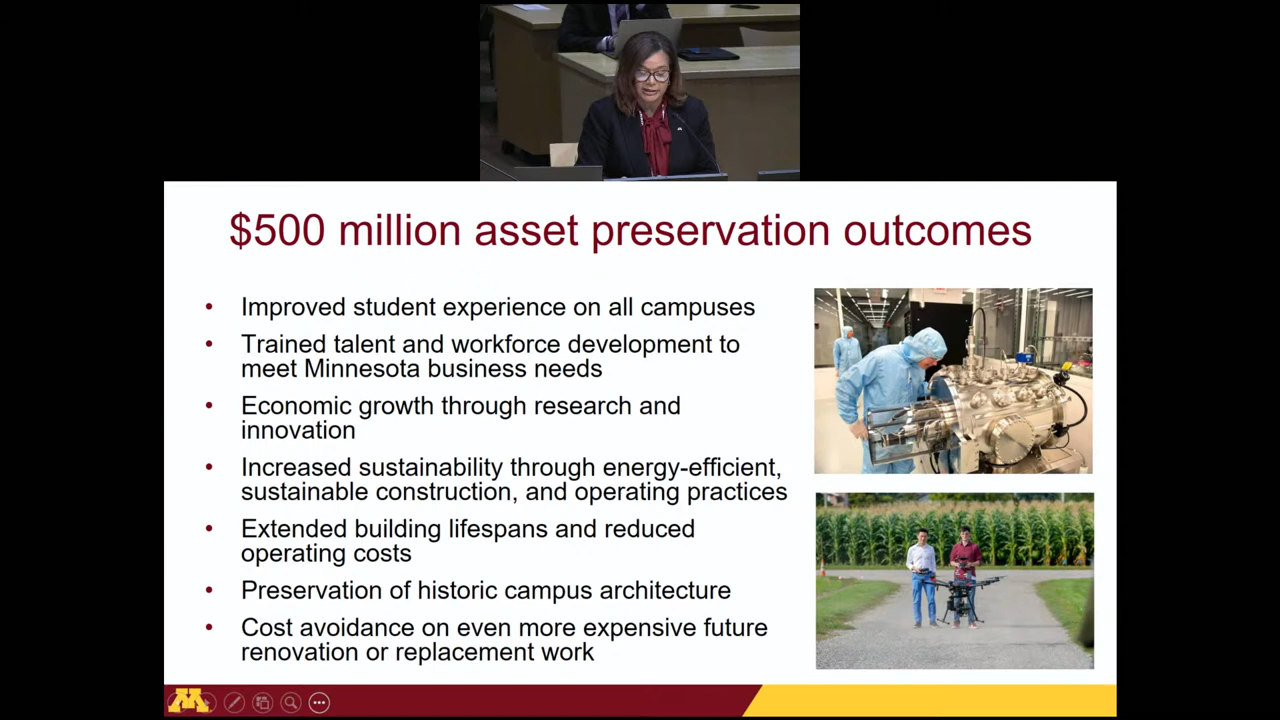 $500 million asset preservation outcomes
• Improved student experience on all campuses
• Trained talent and workforce development to
meet Minnesota business needs
• Economic growth through research and
innovation
• Increased sustainability through energy-efficient,
sustainable construction, and operating practices
• Extended building lifespans and reduced
operating costs
• Preservation of historic campus architecture
• Cost avoidance on even more expensive future
renovation or replacement work
M